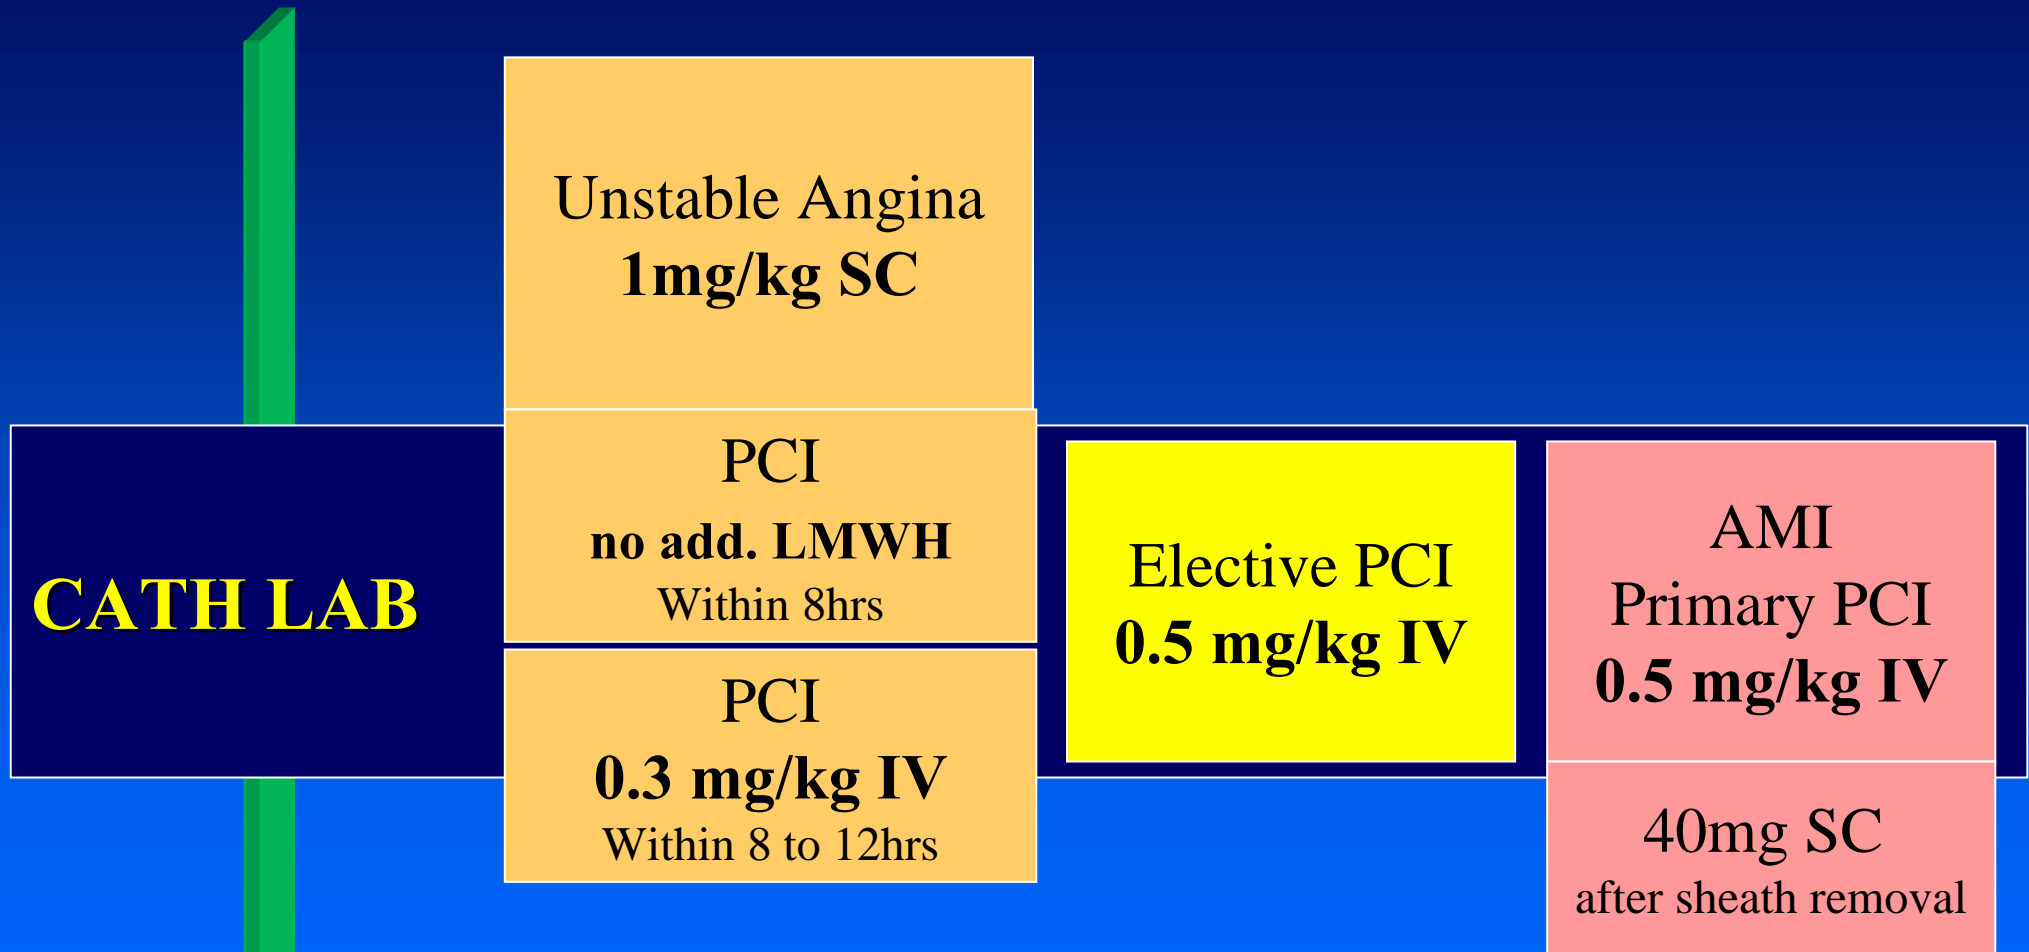 Unstable Angina
1mg/kg SC
CATH LAB
PCI
no add. LMWH
Within 8hrs
PCI
0.3 mg/kg IV
Within 8 to 12hrs
Elective PCI
0.5 mg/kg IV
AMI
Primary PCI
0.5 mg/kg IV
40mg SC
after sheath removal